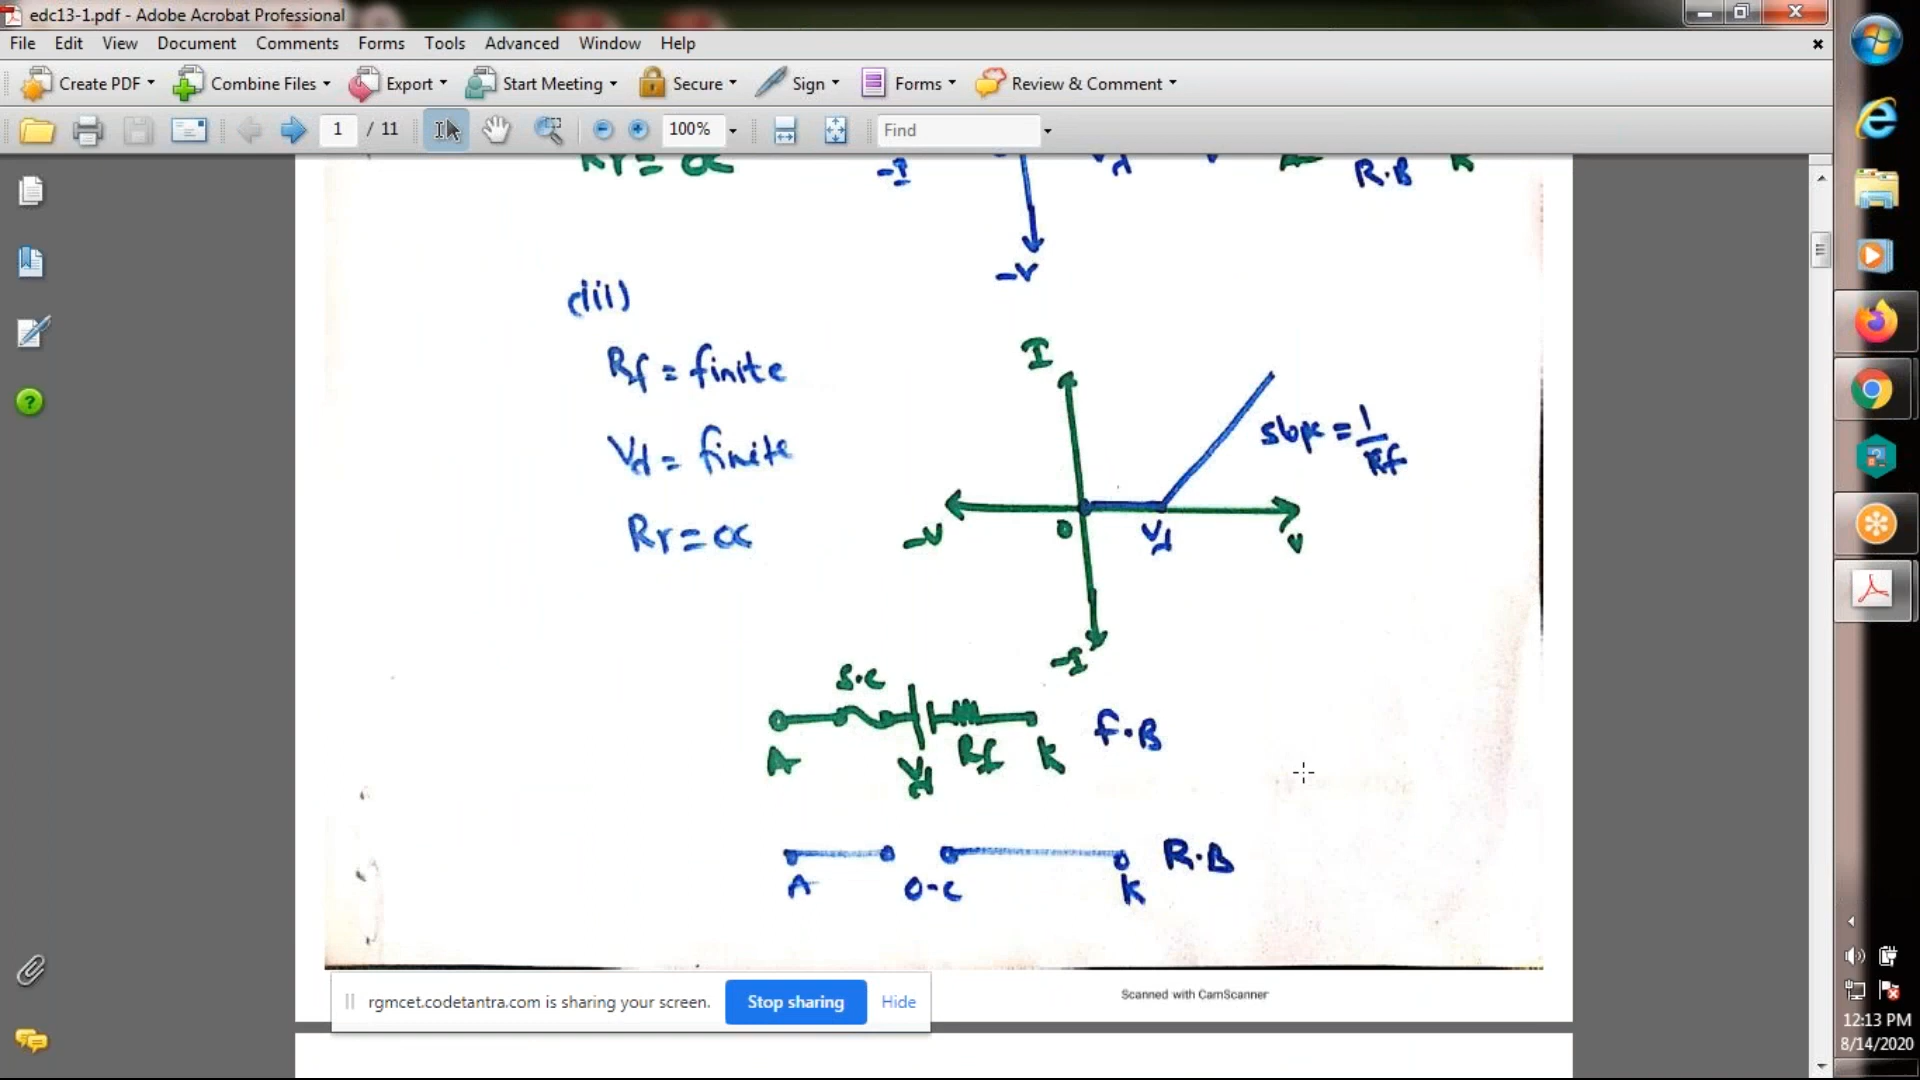 edc13-1.pdf - Adobe Acrobat Professional
File Edit View Document Comments Forms Tools Advanced Window Help
Create PDF Combine Files Export Start Meeting Secure Sign Forms Review & Comment
1 / 11 100% Find
Rr = α
-I
Vd
V
A
R.B
K
-V
(iii)
Rf = finite
Vd = finite
Rr = α
I
slope = 1/Rf
-V
O
Vd
V
-I
S.C
A
Vd
Rf
K
F.B
A
O-C
K
R.B
Scanned with CamScanner
rgmcet.codetantra.com is sharing your screen. Stop sharing Hide
12:13 PM
8/14/2020